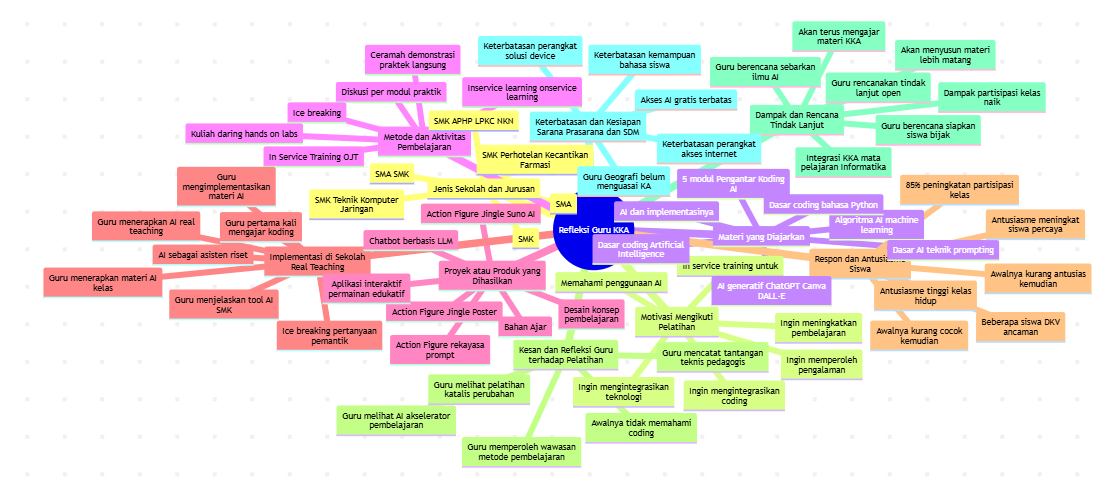 Refleksi Guru KKA
Metode dan Aktivitas
Pembelajaran
Ceramah demonstrasi
praktek langsung
Diskusi per modul praktik
Ice breaking
Kuliah daring hands on labs
In Service Training OJT
Inservice learning onservice
learning
Jenis Sekolah dan Jurusan
SMK APHP LPKC NKN
SMK Perhotelan Kecantikan
Farmasi
SMA SMK
SMK Teknik Komputer
Jaringan
SMA
SMK
Keterbatasan dan Kesiapan
Sarana Prasarana dan SDM
Keterbatasan perangkat
solusi device
Keterbatasan kemampuan
bahasa siswa
Akses AI gratis terbatas
Keterbatasan perangkat
akses internet
Guru Geografi belum
menguasai KA
Dampak dan Rencana
Tindak Lanjut
Akan terus mengajar
materi KKA
Akan menyusun materi
lebih matang
Guru berencana sebarkan
ilmu AI
Guru rencanakan tindak
lanjut open
Dampak partisipasi kelas
naik
Guru berencana siapkan
siswa bijak
Integrasi KKA mata
pelajaran Informatika
Materi yang Diajarkan
5 modul Pengantar Koding
AI
AI dan implementasinya
Dasar coding bahasa Python
Algoritma AI machine
learning
Dasar AI teknik prompting
Dasar coding Artificial
Intelligence
AI generatif ChatGPT Canva
DALL-E
Respon dan Antusiasme
Siswa
85% peningkatan partisipasi
kelas
Antusiasme meningkat
siswa percaya
Awalnya kurang antusias
kemudian
Antusiasme tinggi kelas
hidup
Beberapa siswa DKV
ancaman
Awalnya kurang cocok
kemudian
Motivasi Mengikuti
Pelatihan
In service training untuk
Ingin meningkatkan
pembelajaran
Ingin memperoleh
pengalaman
Ingin mengintegrasikan
coding
Ingin mengintegrasikan
teknologi
Kesan dan Refleksi Guru
terhadap Pelatihan
Memahami penggunaan AI
Guru mencatat tantangan
teknis pedagogis
Awalnya tidak memahami
coding
Guru melihat pelatihan
katalis perubahan
Guru melihat AI akselerator
pembelajaran
Guru memperoleh wawasan
metode pembelajaran
Proyek atau Produk yang
Dihasilkan
Action Figure Jingle Suno AI
Chatbot berbasis LLM
Aplikasi interaktif
permainan edukatif
Action Figure Jingle Poster
Action Figure rekayasa
prompt
Bahan Ajar
Desain konsep
pembelajaran
Implementasi di Sekolah
Real Teaching
Guru
mengimplementasikan
materi AI
Guru menerapkan AI real
teaching
Guru pertama kali
mengajar koding
AI sebagai asisten riset
Guru menerapkan materi AI
kelas
Guru menjelaskan tool AI
SMK
Ice breaking pertanyaan
pemantik